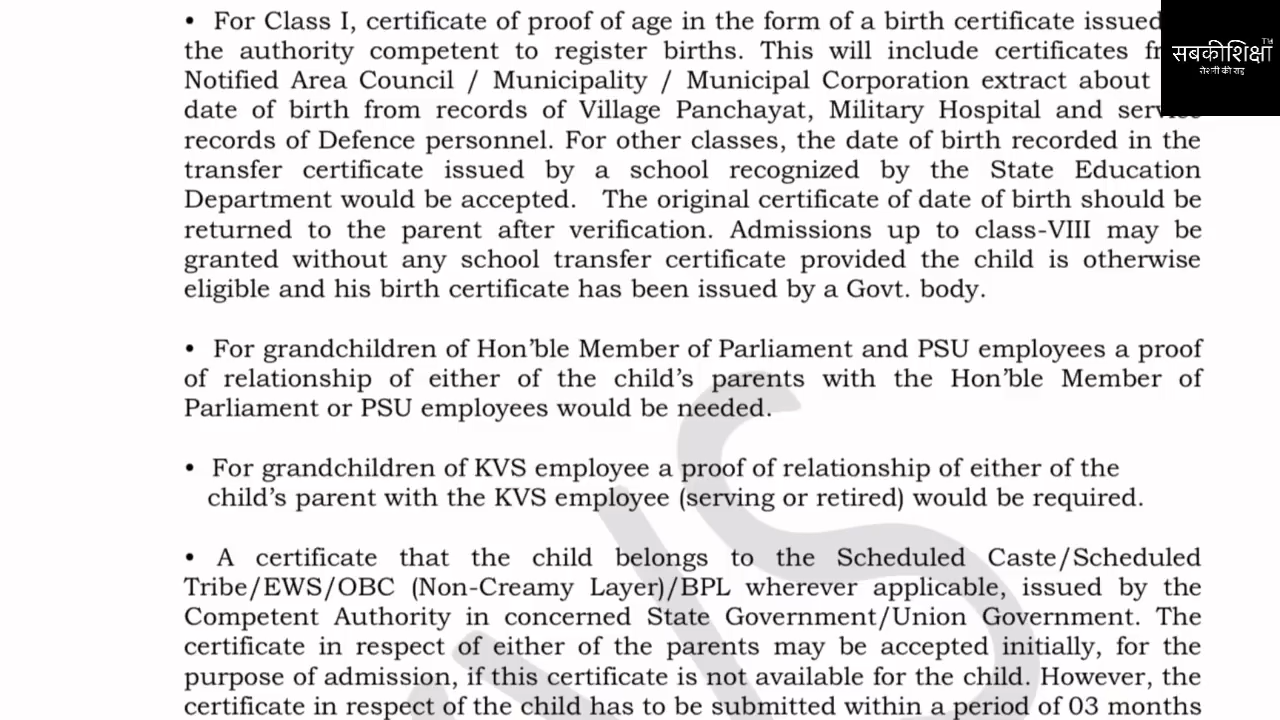 • For Class I, certificate of proof of age in the form of a birth certificate issued
the authority competent to register births. This will include certificates
Notified Area Council / Municipality / Municipal Corporation extract about
date of birth from records of Village Panchayat, Military Hospital and service
records of Defence personnel. For other classes, the date of birth recorded in the
transfer certificate issued by a school recognized by the State Education
Department would be accepted. The original certificate of date of birth should be
returned to the parent after verification. Admissions up to class-VIII may be
granted without any school transfer certificate provided the child is otherwise
eligible and his birth certificate has been issued by a Govt. body.
• For grandchildren of Hon’ble Member of Parliament and PSU employees a proof
of relationship of either of the child’s parents with the Hon’ble Member of
Parliament or PSU employees would be needed.
• For grandchildren of KVS employee a proof of relationship of either of the
child’s parent with the KVS employee (serving or retired) would be required.
• A certificate that the child belongs to the Scheduled Caste/Scheduled
Tribe/EWS/OBC (Non-Creamy Layer)/BPL wherever applicable, issued by the
Competent Authority in concerned State Government/Union Government. The
certificate in respect of either of the parents may be accepted initially, for the
purpose of admission, if this certificate is not available for the child. However, the
certificate in respect of the child has to be submitted within a period of 03 months
सबकीशिक्षा TM
रोशनी की राह